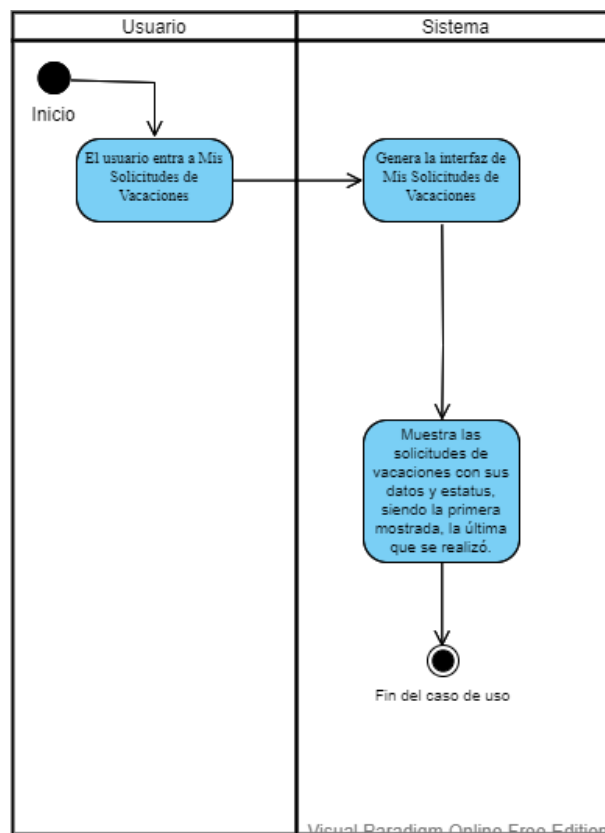 Usuario
Sistema
Inicio
El usuario entra a Mis
Solicitudes de
Vacaciones
Genera la interfaz de
Mis Solicitudes de
Vacaciones
Muestra las
solicitudes de
vacaciones con sus
datos y estatus,
siendo la primera
mostrada, la última
que se realizó.
Fin del caso de uso
Visual Paradigm Online Free Edition